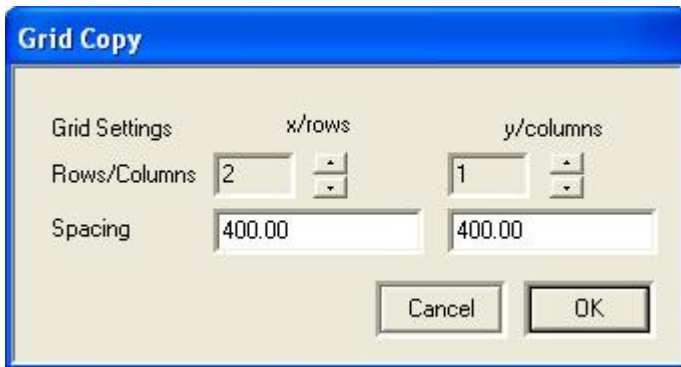 Grid Copy
Grid Settings x/rows y/columns
Rows/Columns 2 1
Spacing 400.00 400.00
Cancel OK